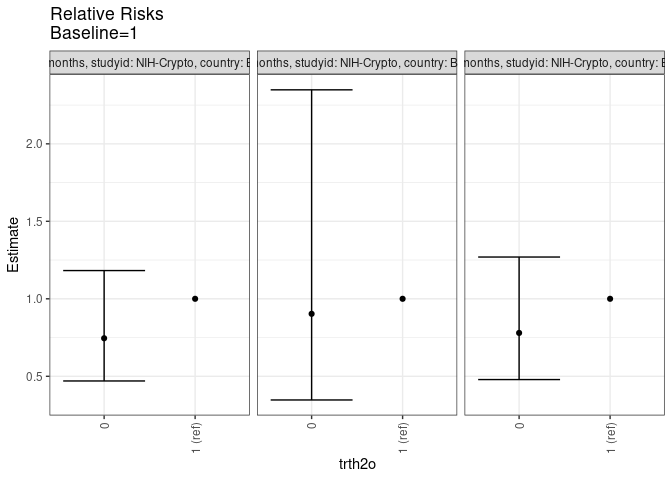 Relative Risks
Baseline=1
months, studyid: NIH-Crypto, country: months, studyid: NIH-Crypto, country: months, studyid: NIH-Crypto, country:
2.0
1.5
1.0
0.5
Estimate
0 1 (ref) 0 1 (ref) 0 1 (ref)
trth2o